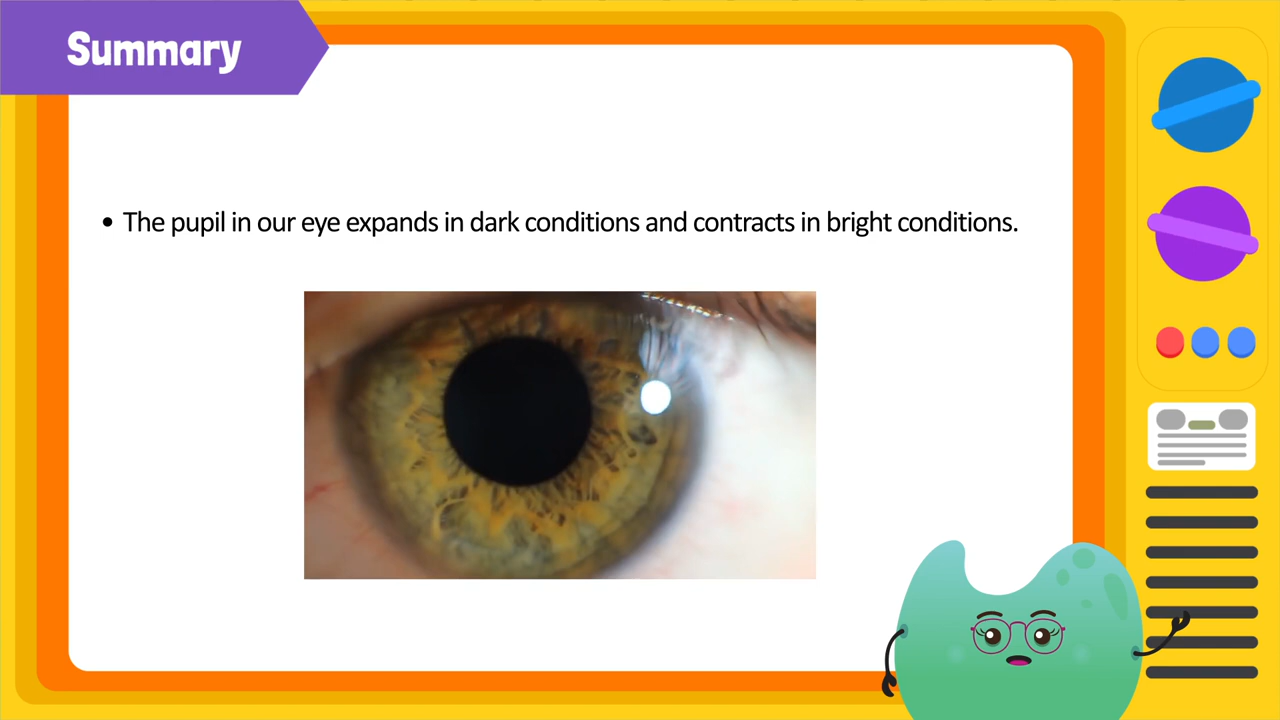 Summary
• The pupil in our eye expands in dark conditions and contracts in bright conditions.